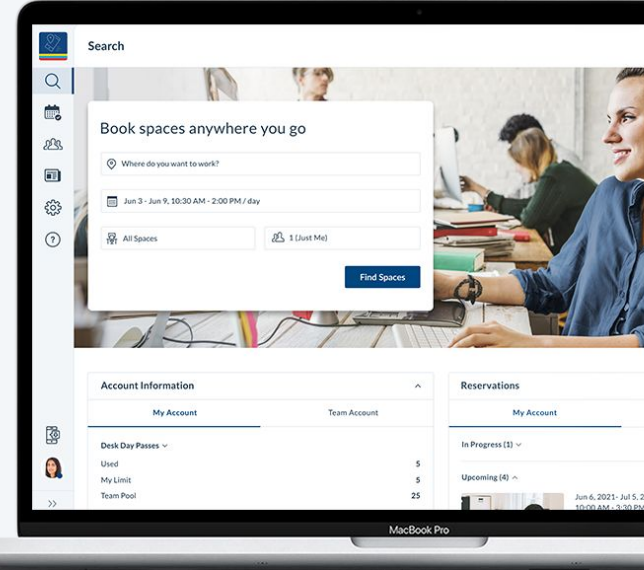 Search
Book spaces anywhere you go
Where do you want to work?
Jun 3 - Jun 9, 10:30 AM - 2:00 PM / day
All Spaces
1 (Just Me)
Find Spaces
Account Information
My Account
Team Account
Desk Day Passes
Used 5
My Limit 5
Team Pool 25
Reservations
My Account
In Progress (1)
Upcoming (4)
Jun 6, 2021- Jul 5, 2
10:00 AM - 3:30 PM
MacBook Pro